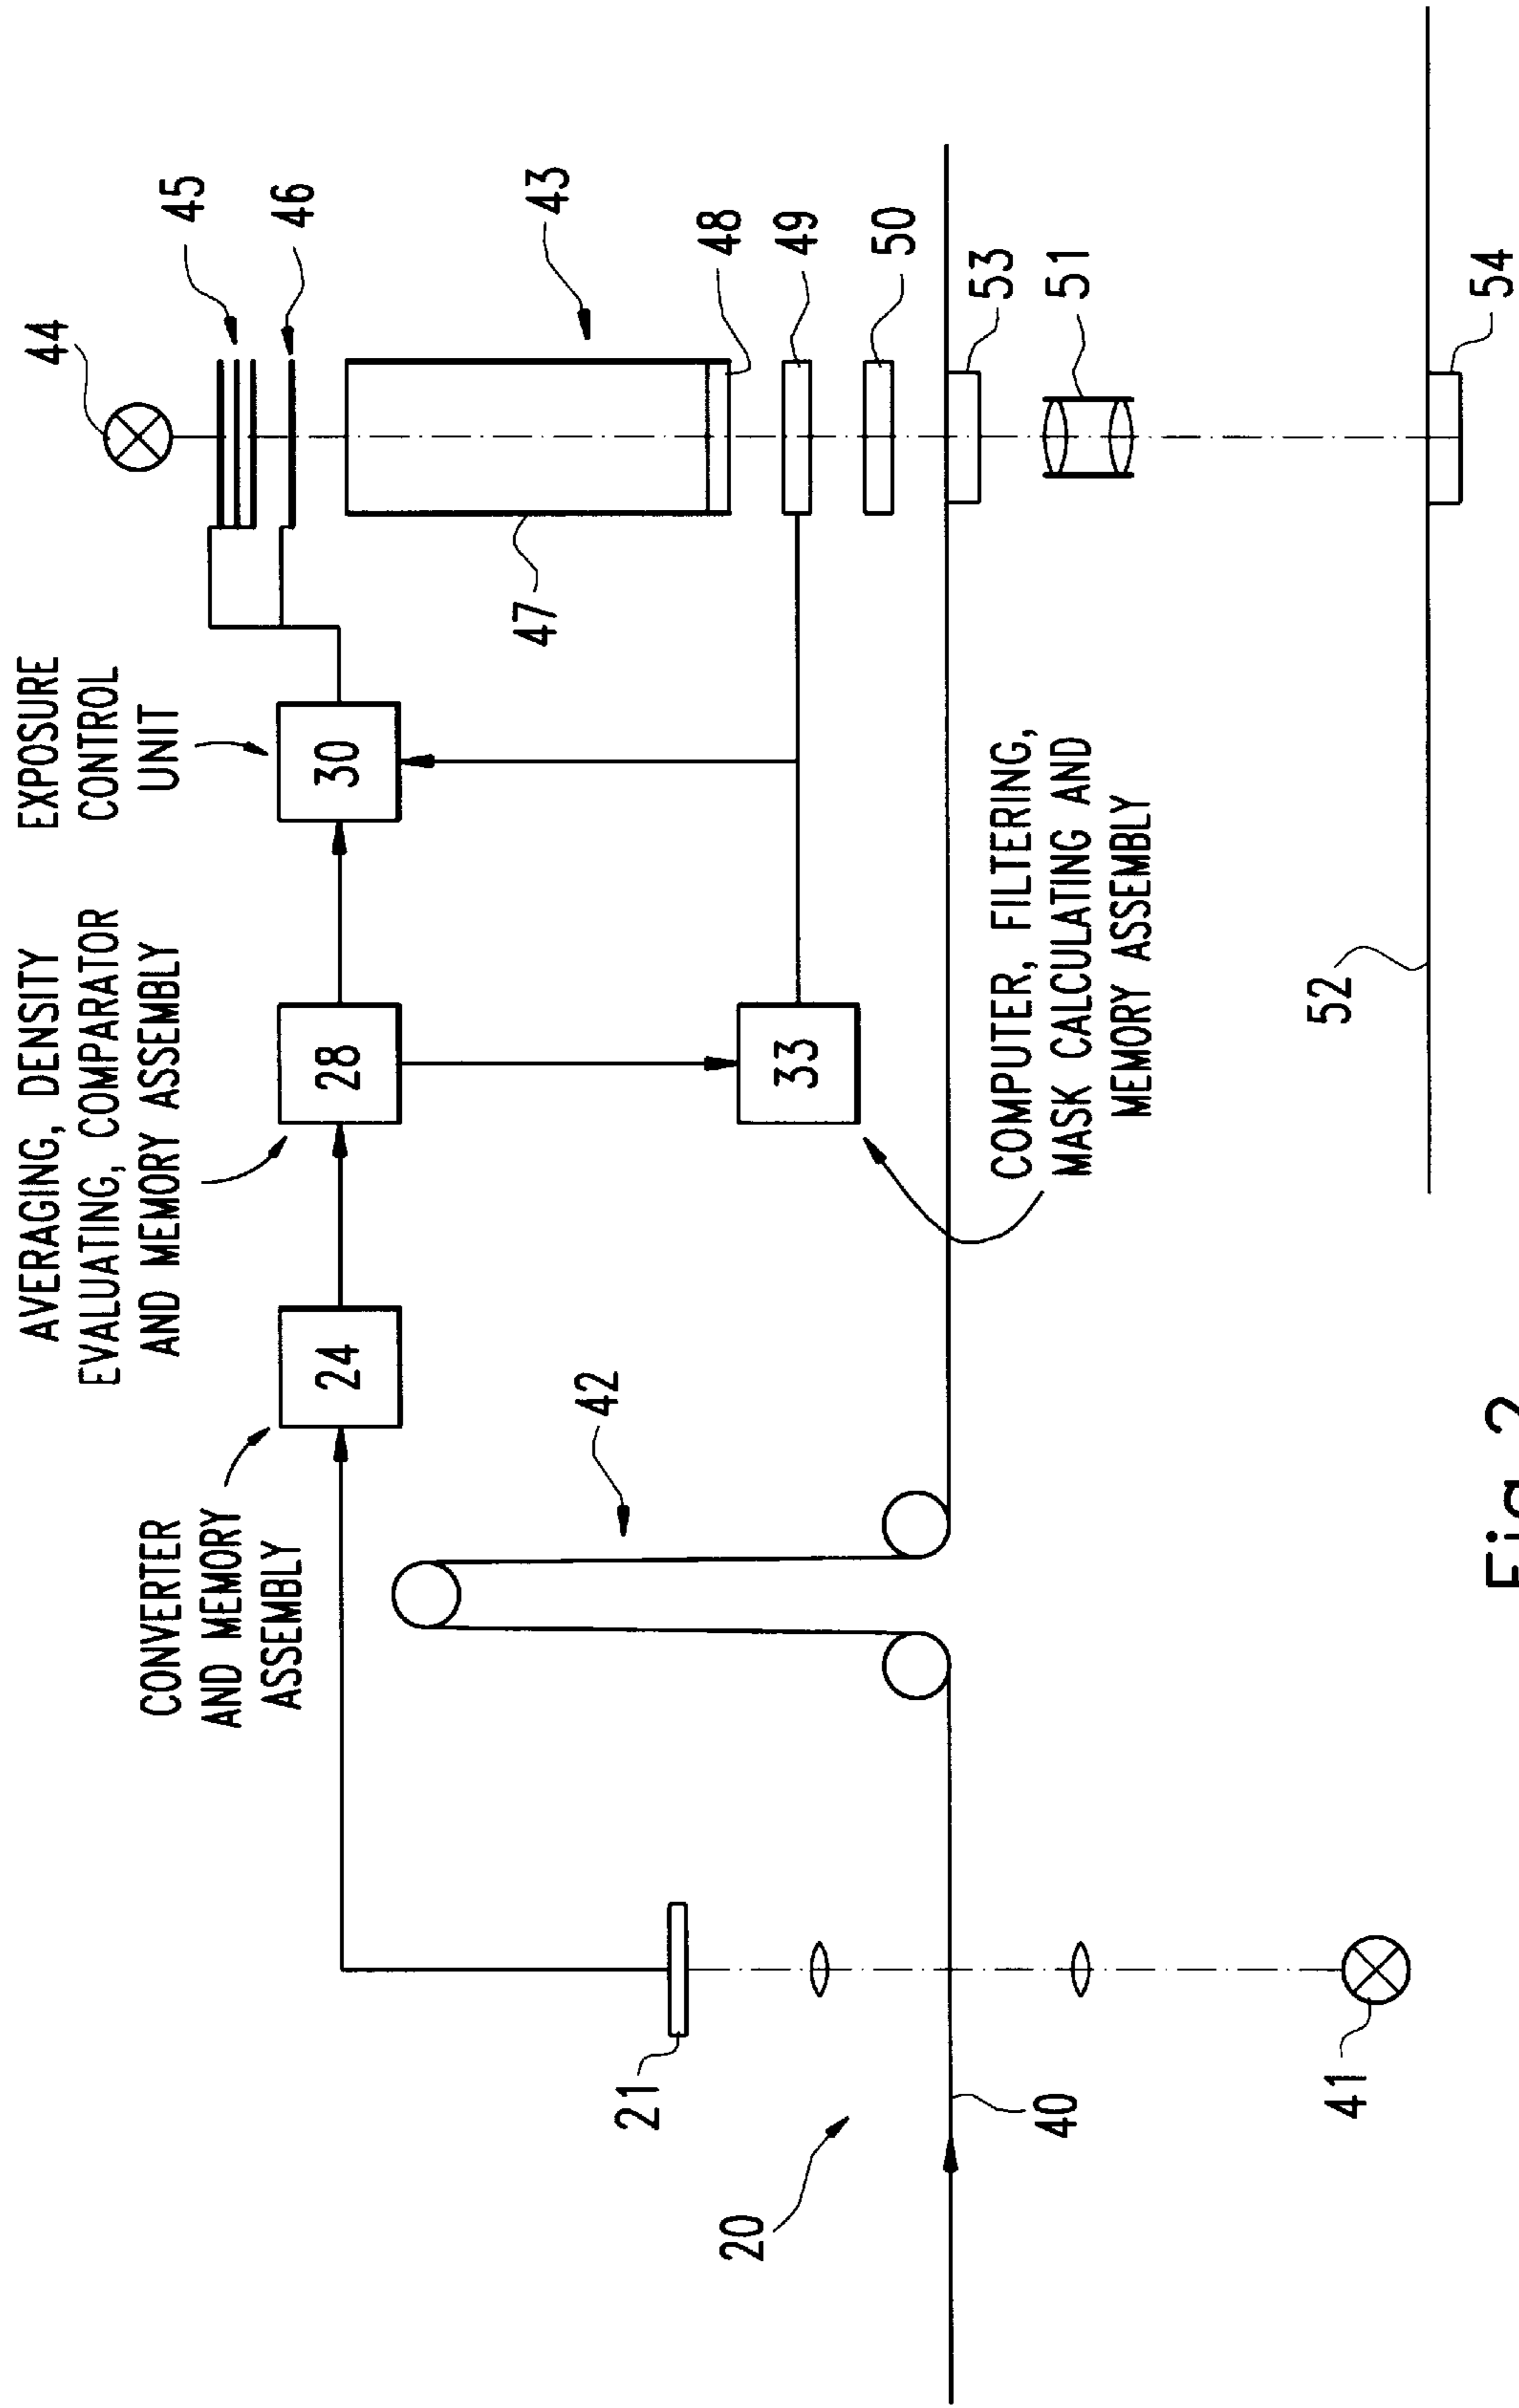 AVERAGING, DENSITY
EVALUATING, COMPARATOR
AND MEMORY ASSEMBLY
EXPOSURE
CONTROL
UNIT
CONVERTER
AND MEMORY
ASSEMBLY
44
45
46
24
28
30
43
47
42
48
33
49
50
21
20
40
53
51
COMPUTER, FILTERING,
MASK CALCULATING AND
MEMORY ASSEMBLY
41
52
54
Fig. 2